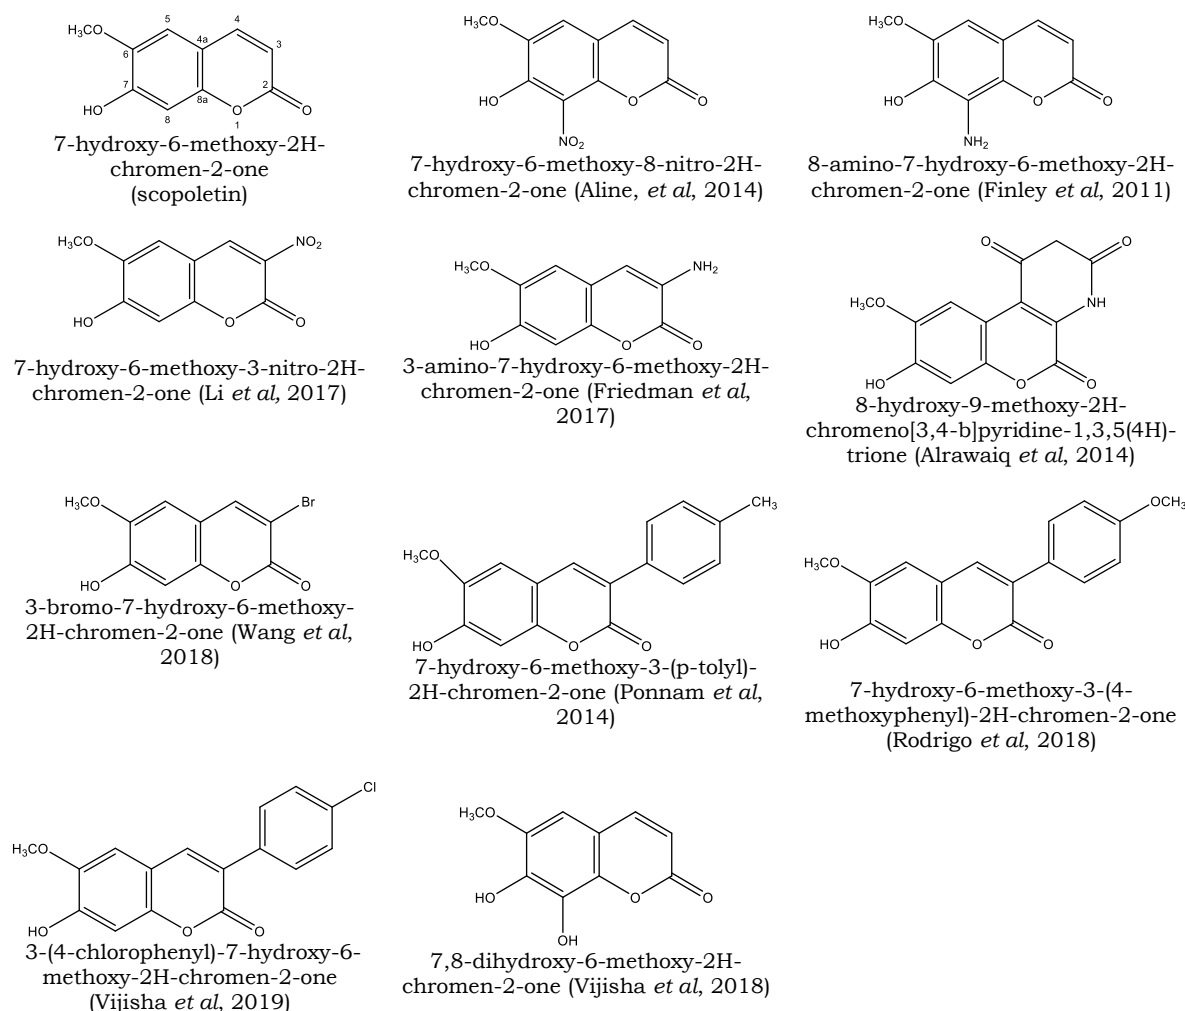 H₃CO
5
4
4a
3
6
7
2
8a
HO
8
O
1
O
7-hydroxy-6-methoxy-2H-
chromen-2-one
(scopoletin)
H₃CO
HO
O
O
NO₂
7-hydroxy-6-methoxy-8-nitro-2H-
chromen-2-one (Aline, et al, 2014)
H₃CO
HO
O
O
NH₂
8-amino-7-hydroxy-6-methoxy-2H-
chromen-2-one (Finley et al, 2011)
H₃CO
NO₂
HO
O
O
7-hydroxy-6-methoxy-3-nitro-2H-
chromen-2-one (Li et al, 2017)
H₃CO
NH₂
HO
O
O
3-amino-7-hydroxy-6-methoxy-2H-
chromen-2-one (Friedman et al,
2017)
O
O
H₃CO
NH
HO
O
O
8-hydroxy-9-methoxy-2H-
chromeno[3,4-b]pyridine-1,3,5(4H)-
trione (Alrawaiq et al, 2014)
H₃CO
Br
HO
O
O
3-bromo-7-hydroxy-6-methoxy-
2H-chromen-2-one (Wang et al,
2018)
CH₃
H₃CO
HO
O
O
7-hydroxy-6-methoxy-3-(p-tolyl)-
2H-chromen-2-one (Ponnam et al,
2014)
OCH₃
H₃CO
HO
O
O
7-hydroxy-6-methoxy-3-(4-
methoxyphenyl)-2H-chromen-2-one
(Rodrigo et al, 2018)
Cl
H₃CO
HO
O
O
3-(4-chlorophenyl)-7-hydroxy-6-
methoxy-2H-chromen-2-one
(Vijisha et al, 2019)
H₃CO
HO
O
O
OH
7,8-dihydroxy-6-methoxy-2H-
chromen-2-one (Vijisha et al, 2018)